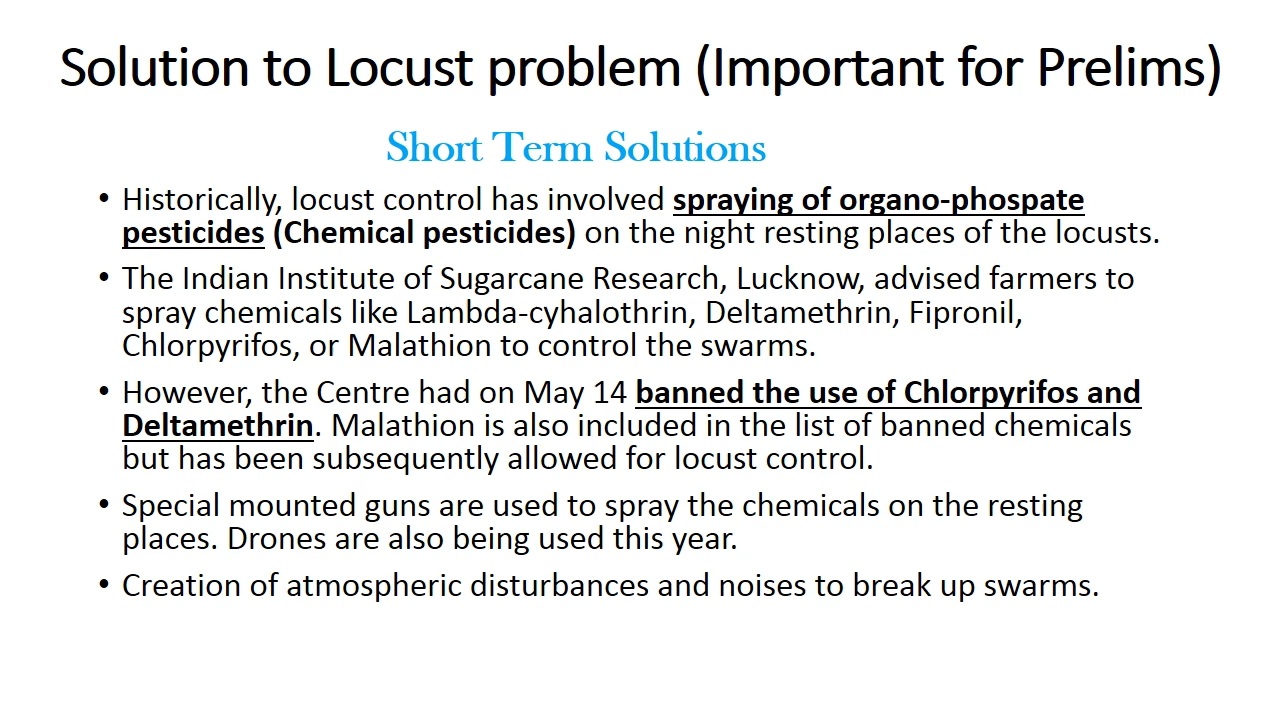 Solution to Locust problem (Important for Prelims)
Short Term Solutions
• Historically, locust control has involved spraying of organo-phospate
pesticides (Chemical pesticides) on the night resting places of the locusts.
• The Indian Institute of Sugarcane Research, Lucknow, advised farmers to
spray chemicals like Lambda-cyhalothrin, Deltamethrin, Fipronil,
Chlorpyrifos, or Malathion to control the swarms.
• However, the Centre had on May 14 banned the use of Chlorpyrifos and
Deltamethrin. Malathion is also included in the list of banned chemicals
but has been subsequently allowed for locust control.
• Special mounted guns are used to spray the chemicals on the resting
places. Drones are also being used this year.
• Creation of atmospheric disturbances and noises to break up swarms.